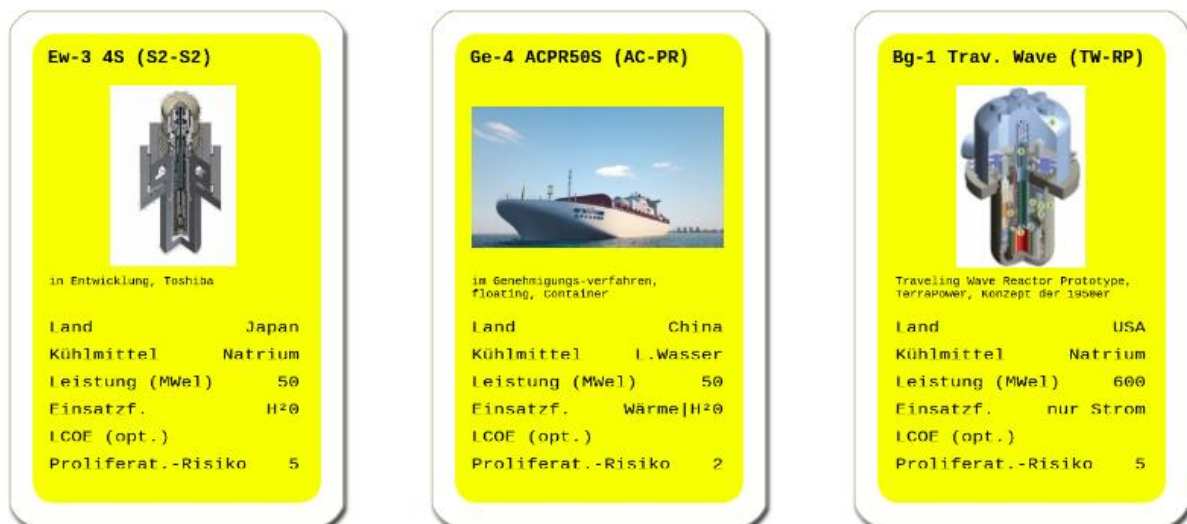 Ew-3 4S (S2-S2)
in Entwicklung, Toshiba
Land Japan
Kühlmittel Natrium
Leistung (MWel) 50
Einsatzf. H²0
LCOE (opt.)
Proliferat.-Risiko 5
Ge-4 ACPR50S (AC-PR)
im Genehmigungs-verfahren,
floating, Container
Land China
Kühlmittel L.Wasser
Leistung (MWel) 50
Einsatzf. Wärme|H²0
LCOE (opt.)
Proliferat.-Risiko 2
Bg-1 Trav. Wave (TW-RP)
Traveling Wave Reactor Prototype,
TerraPower, Konzept der 1950er
Land USA
Kühlmittel Natrium
Leistung (MWel) 600
Einsatzf. nur Strom
LCOE (opt.)
Proliferat.-Risiko 5